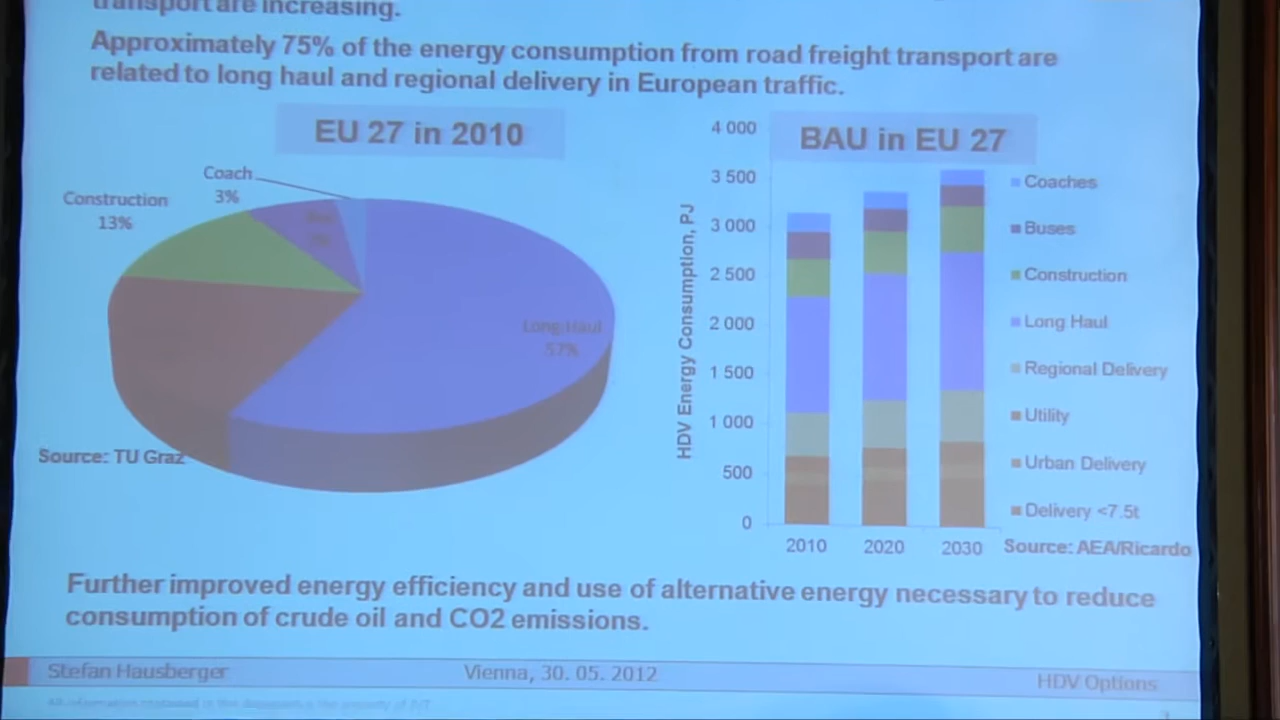 transport are increasing.
Approximately 75% of the energy consumption from road freight transport are
related to long haul and regional delivery in European traffic.
EU 27 in 2010
Coach
3%
Construction
13%
Long Haul
57%
Source: TU Graz
BAU in EU 27
HDV Energy Consumption, PJ
4 000
3 500
3 000
2 500
2 000
1 500
1 000
500
0
2010 2020 2030
Coaches
Buses
Construction
Long Haul
Regional Delivery
Utility
Urban Delivery
Delivery <7.5t
Source: AEA/Ricardo
Further improved energy efficiency and use of alternative energy necessary to reduce
consumption of crude oil and CO2 emissions.
Stefan Hausberger Vienna, 30. 05. 2012 HDV Options